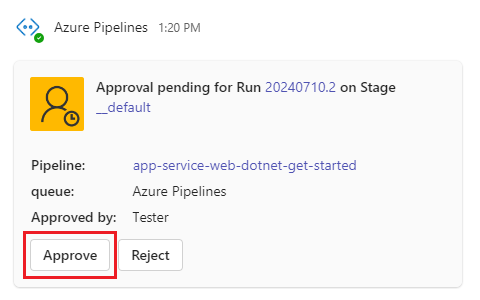 Azure Pipelines 1:20 PM
Approval pending for Run 20240710.2 on Stage
__default
Pipeline: app-service-web-dotnet-get-started
queue: Azure Pipelines
Approved by: Tester
Approve Reject